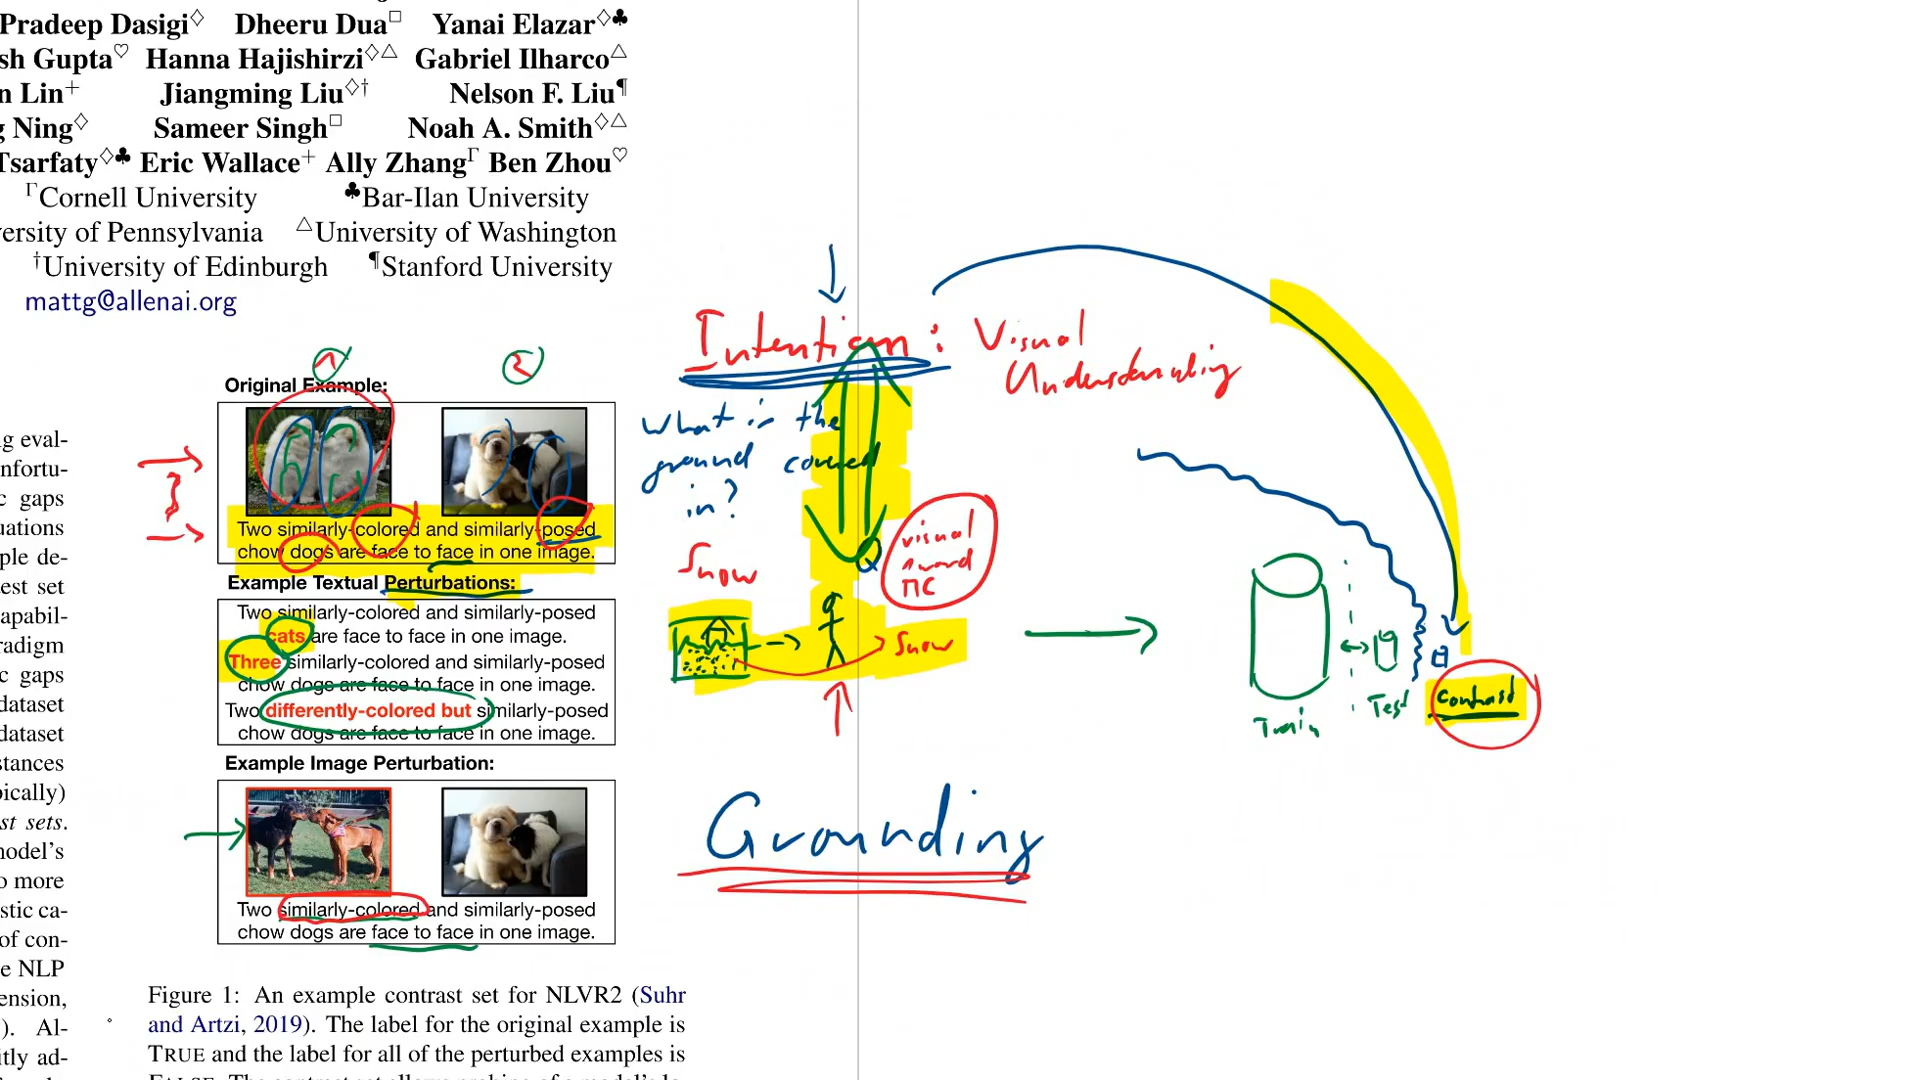 Pradeep Dasigi♢ Dheeru Dua□ Yanai Elazar♢♣
sh Gupta♡ Hanna Hajishirzi♢△ Gabriel Ilharco△
n Lin+ Jiangming Liu♢† Nelson F. Liu¶
g Ning♢ Sameer Singh□ Noah A. Smith♢△
Tsarfaty♢♣ Eric Wallace+ Ally ZhangΓ Ben Zhou♡
ΓCornell University ♣Bar-Ilan University
versity of Pennsylvania △University of Washington
†University of Edinburgh ¶Stanford University
mattg@allenai.org
1 2
Original Example:
Two similarly-colored and similarly-posed
chow dogs are face to face in one image.
Example Textual Perturbations:
Two similarly-colored and similarly-posed
cats are face to face in one image.
Three similarly-colored and similarly-posed
chow dogs are face to face in one image.
Two differently-colored but similarly-posed
chow dogs are face to face in one image.
Example Image Perturbation:
Two similarly-colored and similarly-posed
chow dogs are face to face in one image.
Figure 1: An example contrast set for NLVR2 (Suhr
and Artzi, 2019). The label for the original example is
TRUE and the label for all of the perturbed examples is
ng eval-
nfortu-
c gaps
uations
ple de-
est set
capabil-
radigm
c gaps
dataset
dataset
stances
pically)
st sets.
model's
o more
stic ca-
of con-
e NLP
ension,
). Al-
itly ad-
Intention: Visual
Understanding
What is the
ground covered
in?
Snow
visual
Snow
Train
Test
Contrast
Grounding